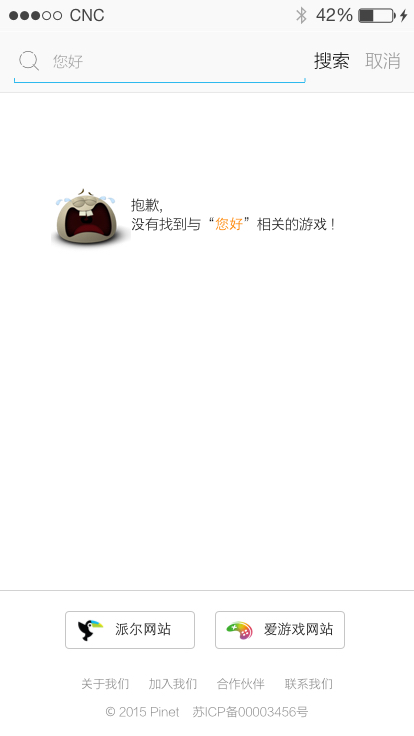 CNC 42%
您好 搜索 取消
抱歉,
没有找到与“您好”相关的游戏！
派尔网站 爱游戏网站
关于我们 加入我们 合作伙伴 联系我们
© 2015 Pinet 苏ICP备00003456号